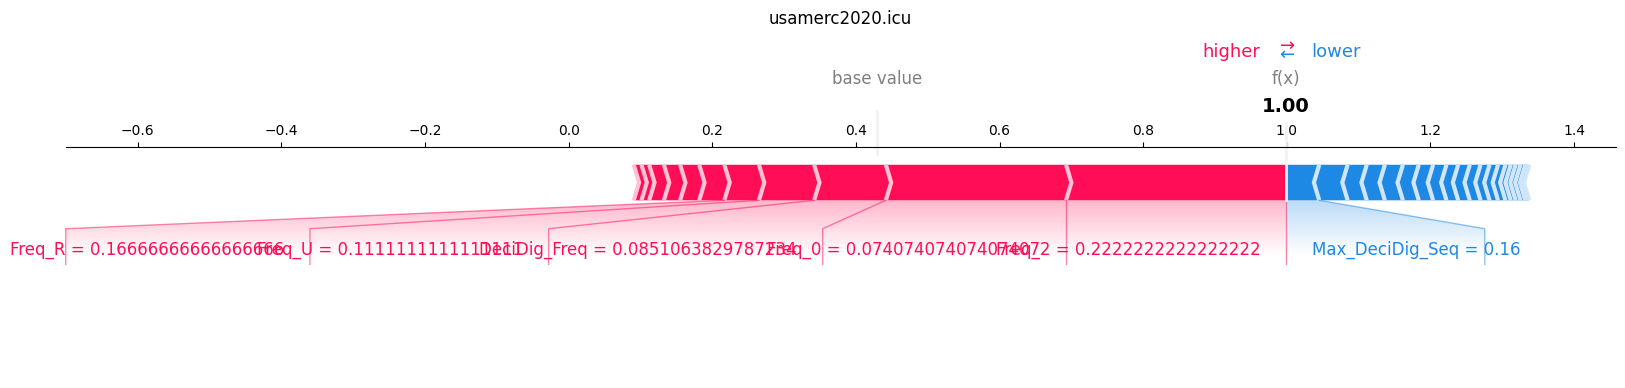 usamerc2020.icu
higher ⇄ lower
base value f(x)
1.00
−0.6 −0.4 −0.2 0.0 0.2 0.4 0.6 0.8 1.0 1.2 1.4
Freq_R = 0.16666666666666666 Freq_U = 0.1111111111111111 DeciDig_Freq = 0.0851063829787234 Freq_0 = 0.07407407407407407 Freq_2 = 0.2222222222222222 Max_DeciDig_Seq = 0.16